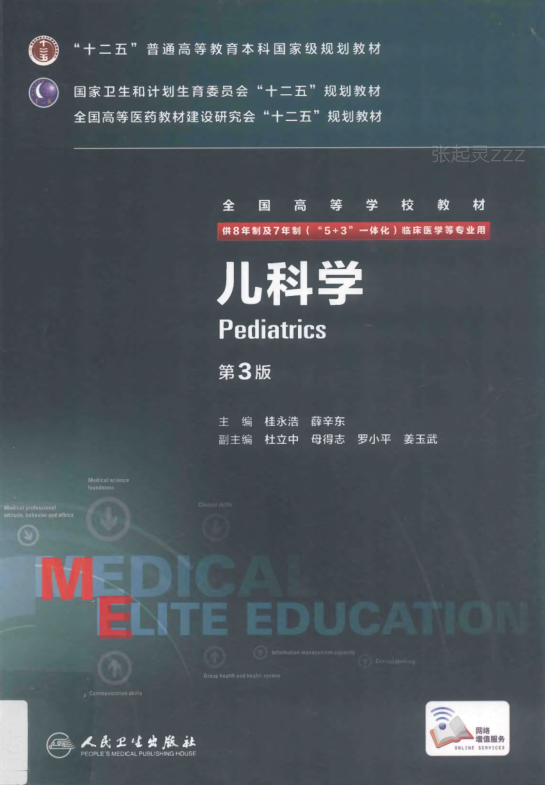 “十二五”普通高等教育本科国家级规划教材
国家卫生和计划生育委员会“十二五”规划教材
全国高等医药教材建设研究会“十二五”规划教材
张起灵zzz
全国高等学校教材
供8年制及7年制(“5+3”一体化)临床医学等专业用
儿科学
Pediatrics
第3版
主 编 桂永浩 薛辛东
副主编 杜立中 母得志 罗小平 姜玉武
Medical science
foundations
Clinical skills
Medical professional
attitude, behavior and ethics
MEDICAL
ELITE EDUCATION
Information management capacity
Group health and health system
Communication skills
人民卫生出版社
PEOPLE'S MEDICAL PUBLISHING HOUSE
网络
增值服务
ONLINE SERVICES